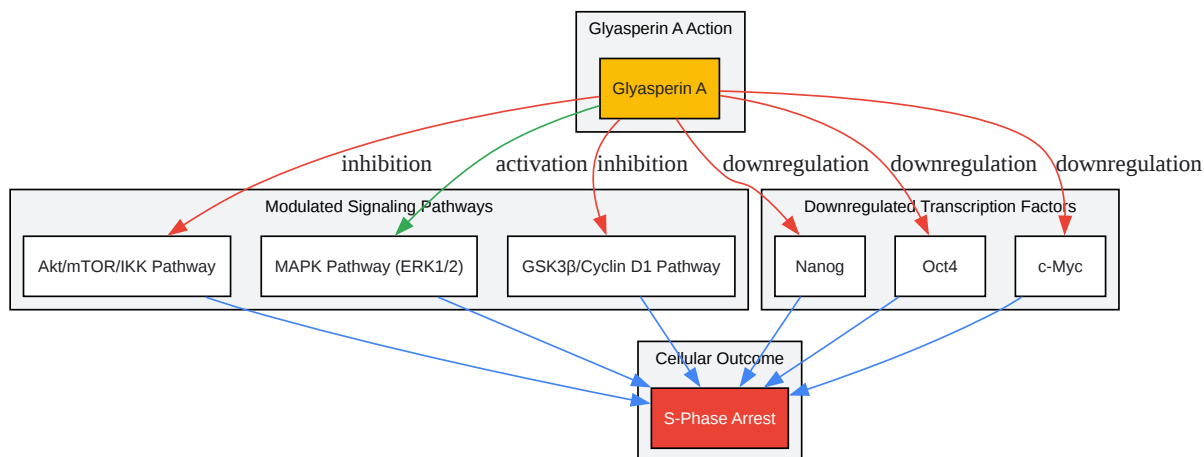 Glyasperin A Action
Glyasperin A
inhibition
activation
inhibition
downregulation
downregulation
downregulation
Modulated Signaling Pathways
Downregulated Transcription Factors
Akt/mTOR/IKK Pathway
MAPK Pathway (ERK1/2)
GSK3β/Cyclin D1 Pathway
Nanog
Oct4
c-Myc
Cellular Outcome
S-Phase Arrest